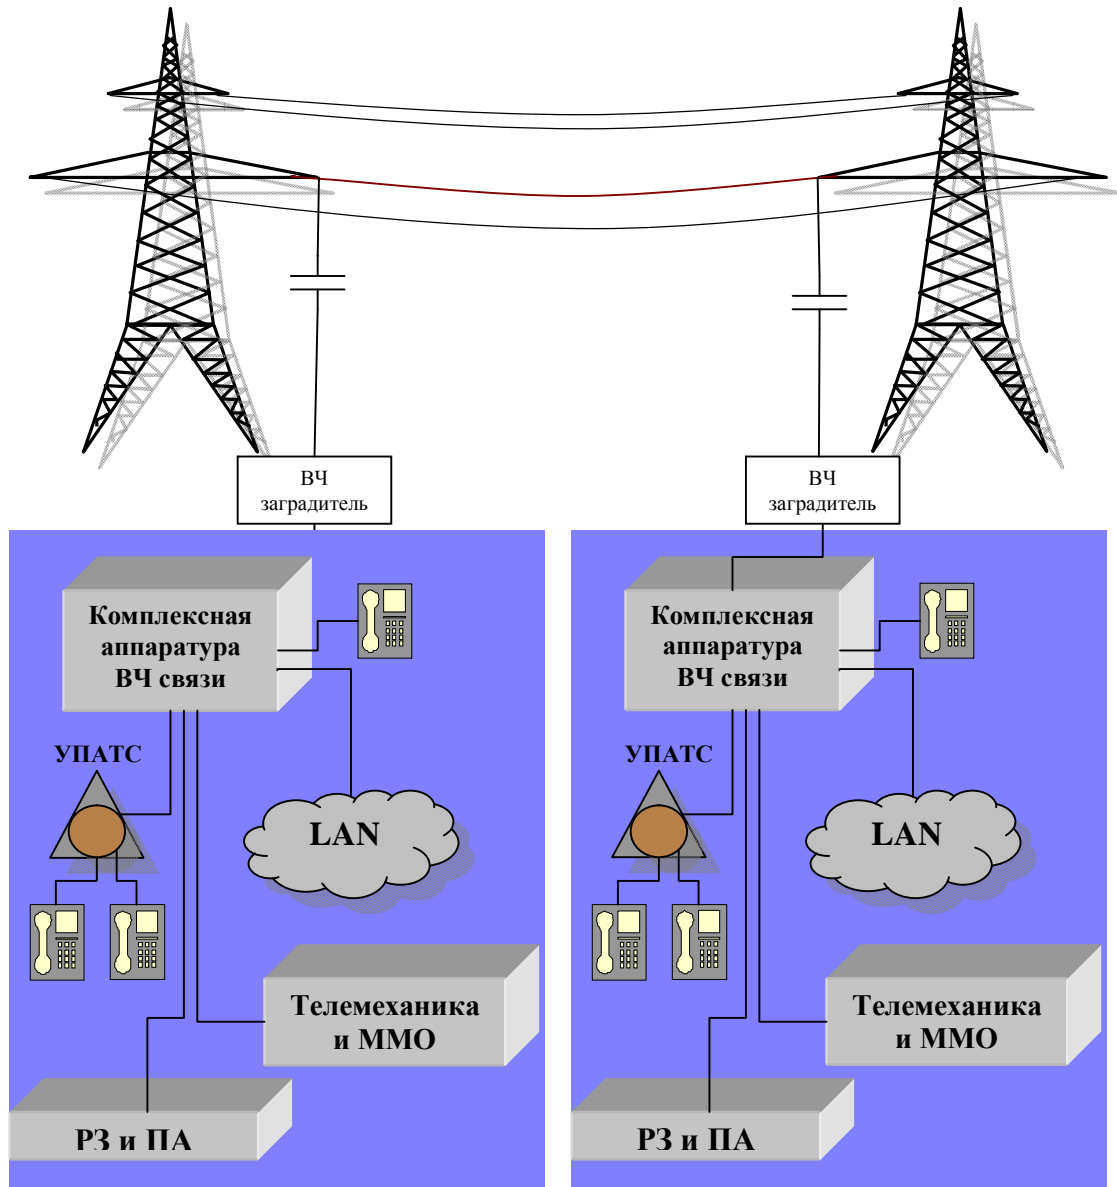 ВЧ
заградитель
ВЧ
заградитель
Комплексная
аппаратура
ВЧ связи
Комплексная
аппаратура
ВЧ связи
УПАТС
УПАТС
LAN
LAN
Телемеханика
и ММО
Телемеханика
и ММО
РЗ и ПА
РЗ и ПА